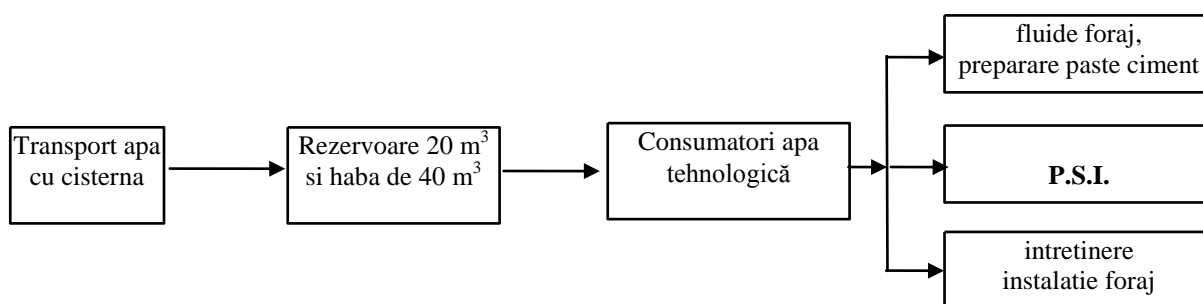 Transport apa
cu cisterna
Rezervoare 20 m³
si haba de 40 m³
Consumatori apa
tehnologică
fluide foraj,
preparare paste ciment
P.S.I.
intretinere
instalatie foraj